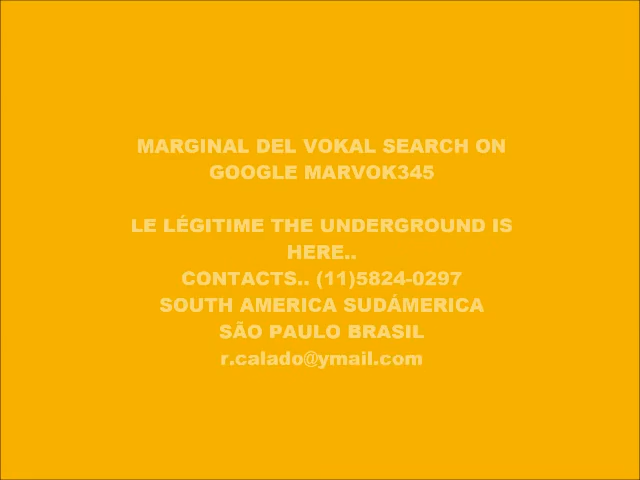 MARGINAL DEL VOKAL SEARCH ON
GOOGLE MARVOK345
LE LÉGITIME THE UNDERGROUND IS
HERE..
CONTACTS.. (11)5824-0297
SOUTH AMERICA SUDÁMERICA
SÃO PAULO BRASIL
r.calado@ymail.com